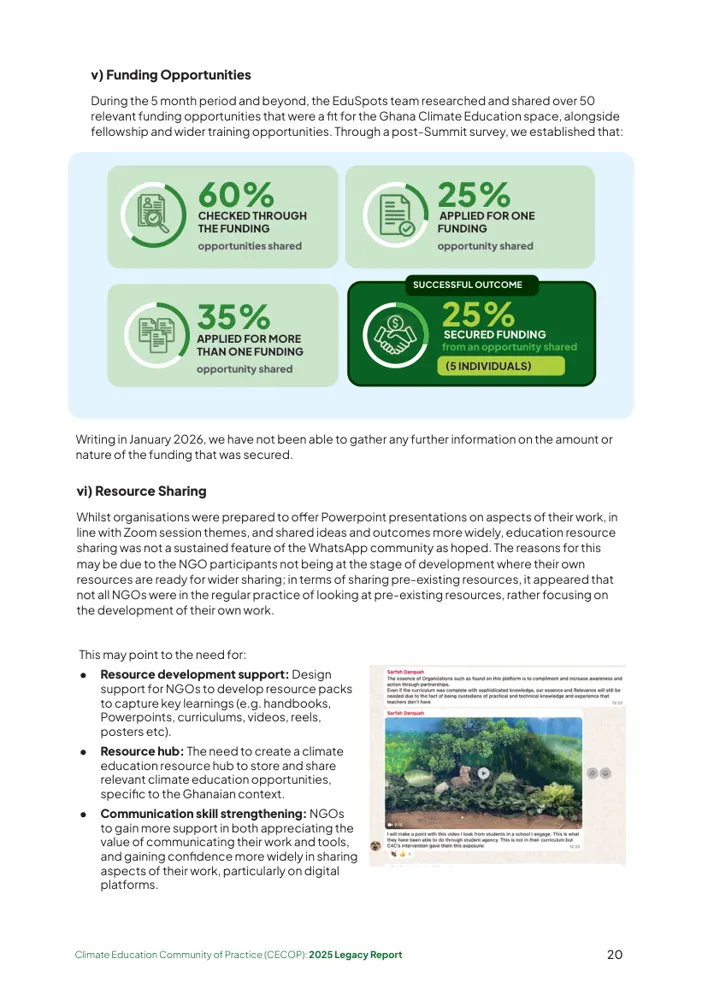 v) Funding Opportunities
During the 5 month period and beyond, the EduSpots team researched and shared over 50
relevant funding opportunities that were a fit for the Ghana Climate Education space, alongside
fellowship and wider training opportunities. Through a post-Summit survey, we established that:
60%
CHECKED THROUGH
THE FUNDING
opportunities shared
25%
APPLIED FOR ONE
FUNDING
opportunity shared
35%
APPLIED FOR MORE
THAN ONE FUNDING
opportunity shared
SUCCESSFUL OUTCOME
25%
SECURED FUNDING
from an opportunity shared
(5 INDIVIDUALS)
Writing in January 2026, we have not been able to gather any further information on the amount or
nature of the funding that was secured.
vi) Resource Sharing
Whilst organisations were prepared to offer Powerpoint presentations on aspects of their work, in
line with Zoom session themes, and shared ideas and outcomes more widely, education resource
sharing was not a sustained feature of the WhatsApp community as hoped. The reasons for this
may be due to the NGO participants not being at the stage of development where their own
resources are ready for wider sharing; in terms of sharing pre-existing resources, it appeared that
not all NGOs were in the regular practice of looking at pre-existing resources, rather focusing on
the development of their own work.
This may point to the need for:
● Resource development support: Design
support for NGOs to develop resource packs
to capture key learnings (e.g. handbooks,
Powerpoints, curriculums, videos, reels,
posters etc).
● Resource hub: The need to create a climate
education resource hub to store and share
relevant climate education opportunities,
specific to the Ghanaian context.
● Communication skill strengthening: NGOs
to gain more support in both appreciating the
value of communicating their work and tools,
and gaining confidence more widely in sharing
aspects of their work, particularly on digital
platforms.
Sarfoh Danquah
The essence of Organizations such as found on this platform is to compliment and increase awareness and
action through partnerships.
Even if the curriculum was complete with sophisticated knowledge, our essence and Relevance will still be
needed due to the fact of being custodians of practical and technical knowledge and experience that
teachers don't have
Sarfoh Danquah
I will make a point with this video I took from students in a school I engage. This is what
they have been able to do through student agency. This is not in their curriculum but
C4C's intervention gave them this exposure.
Climate Education Community of Practice (CECOP): 2025 Legacy Report
20